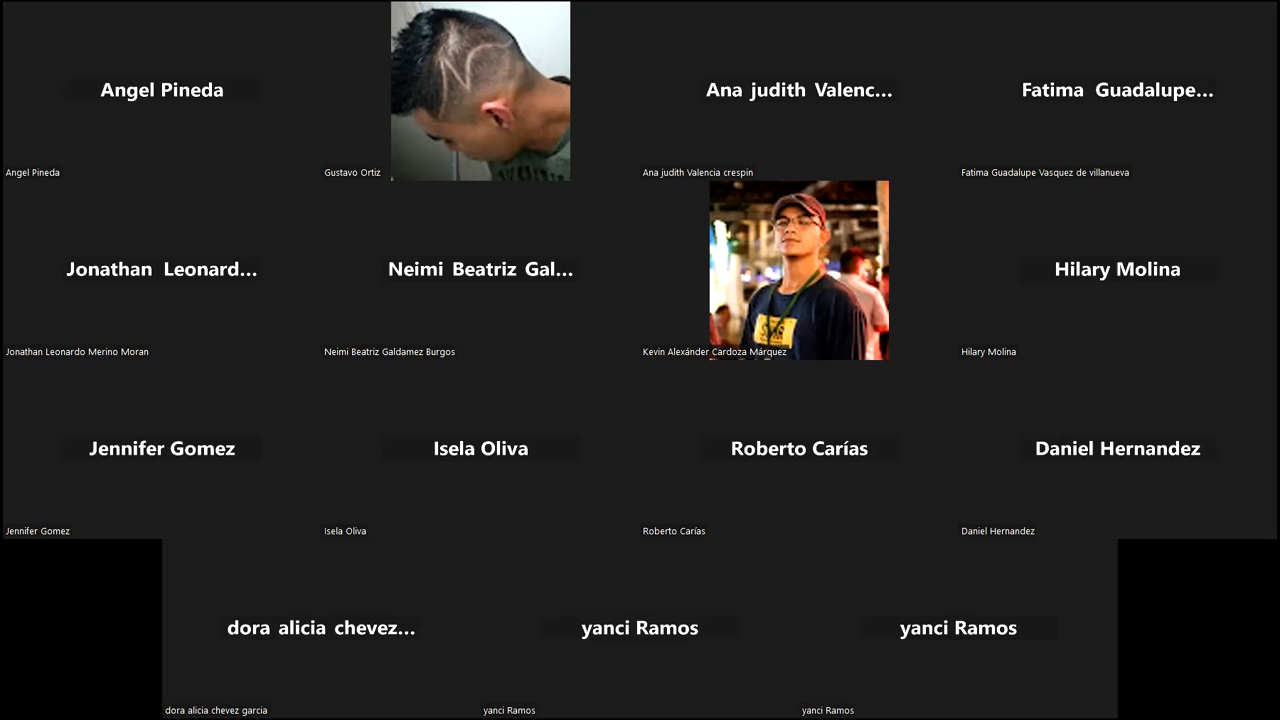 Angel Pineda
Ana judith Valenc...
Fatima Guadalupe...
Angel Pineda
Gustavo Ortiz
Ana judith Valencia crespin
Fatima Guadalupe Vasquez de villanueva
Jonathan Leonard...
Neimi Beatriz Gal...
Hilary Molina
Jonathan Leonardo Merino Moran
Neimi Beatriz Galdamez Burgos
Kevin Alexánder Cardoza Márquez
Hilary Molina
Jennifer Gomez
Isela Oliva
Roberto Carías
Daniel Hernandez
Jennifer Gomez
Isela Oliva
Roberto Carías
Daniel Hernandez
dora alicia chevez...
yanci Ramos
yanci Ramos
dora alicia chevez garcia
yanci Ramos
yanci Ramos